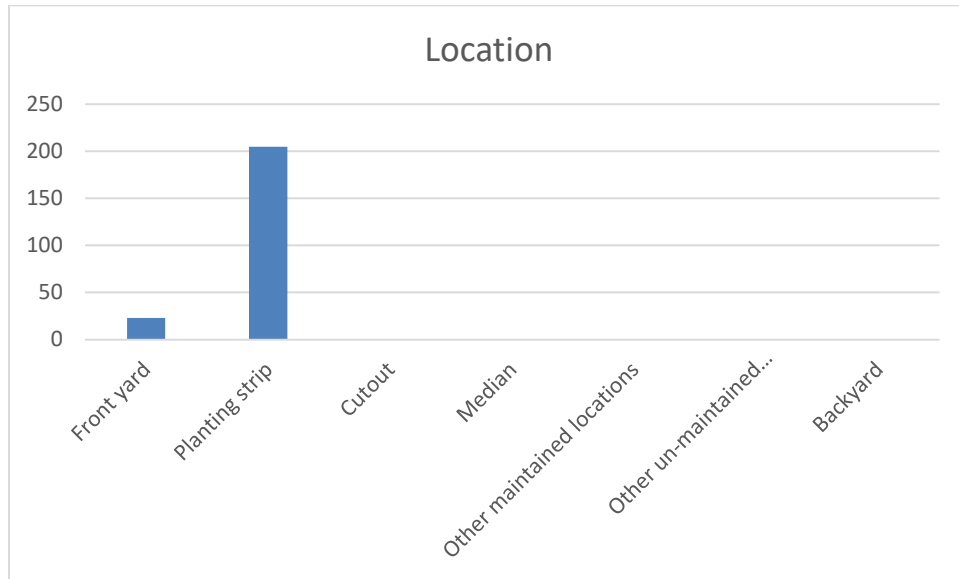 Location
250
200
150
100
50
0
Front yard
Planting strip
Cutout
Median
Other maintained locations
Other un-maintained...
Backyard